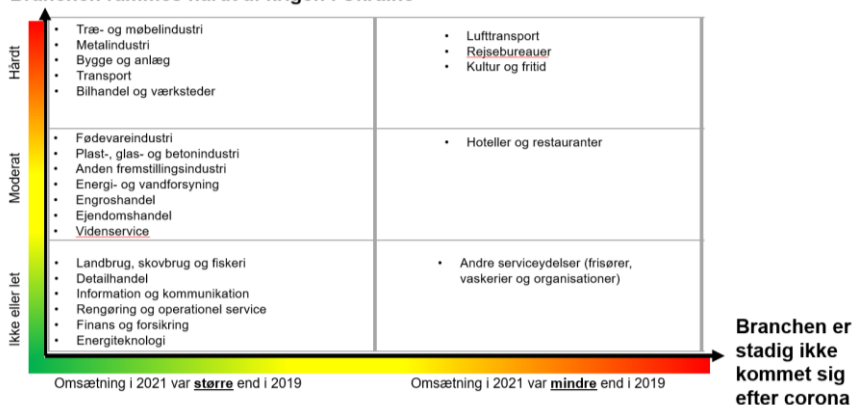 Hårdt
• Træ- og møbelindustri
• Metalindustri
• Bygge og anlæg
• Transport
• Bilhandel og værksteder
• Lufttransport
• Rejsebureauer
• Kultur og fritid
Moderat
• Fødevareindustri
• Plast-, glas- og betonindustri
• Anden fremstillingsindustri
• Energi- og vandforsyning
• Engroshandel
• Ejendomshandel
• Videnservice
• Hoteller og restauranter
Ikke eller let
• Landbrug, skovbrug og fiskeri
• Detailhandel
• Information og kommunikation
• Rengøring og operationel service
• Finans og forsikring
• Energiteknologi
• Andre serviceydelser (frisører,
vaskerier og organisationer)
Omsætning i 2021 var større end i 2019
Omsætning i 2021 var mindre end i 2019
Branchen er
stadig ikke
kommet sig
efter corona